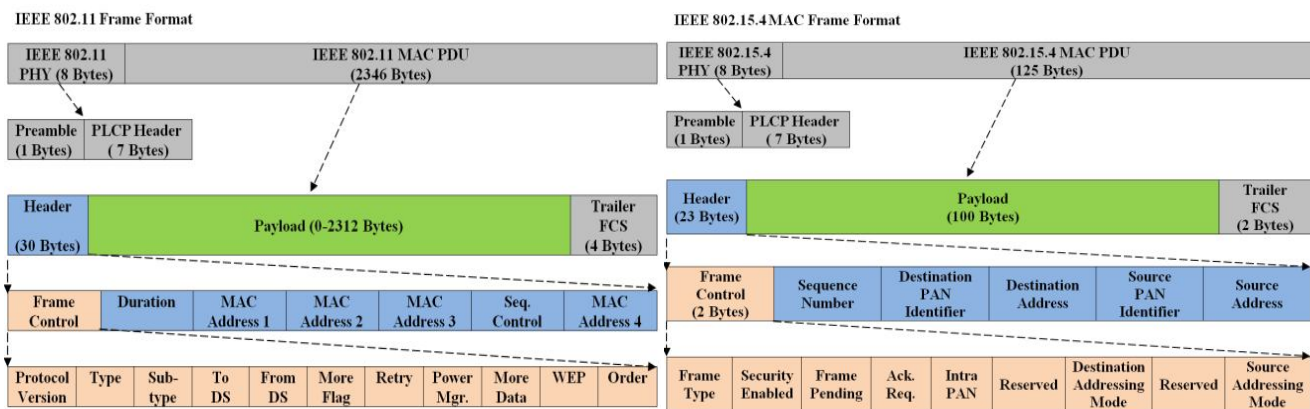 IEEE 802.11 Frame Format
IEEE 802.11
PHY (8 Bytes)
IEEE 802.11 MAC PDU
(2346 Bytes)
Preamble
(1 Bytes)
PLCP Header
( 7 Bytes)
Header
(30 Bytes)
Payload (0-2312 Bytes)
Trailer
FCS
(4 Bytes)
Frame
Control
Duration
MAC
Address 1
MAC
Address 2
MAC
Address 3
Seq.
Control
MAC
Address 4
Protocol
Version
Type
Sub-
type
To
DS
From
DS
More
Flag
Retry
Power
Mgr.
More
Data
WEP
Order
IEEE 802.15.4 MAC Frame Format
IEEE 802.15.4
PHY (8 Bytes)
IEEE 802.15.4 MAC PDU
(125 Bytes)
Preamble
(1 Bytes)
PLCP Header
( 7 Bytes)
Header
(23 Bytes)
Payload
(100 Bytes)
Trailer
FCS
(2 Bytes)
Frame
Control
(2 Bytes)
Sequence
Number
Destination
PAN
Identifier
Destination
Address
Source
PAN
Identifier
Source
Address
Frame
Type
Security
Enabled
Frame
Pending
Ack.
Req.
Intra
PAN
Reserved
Destination
Addressing
Mode
Reserved
Source
Addressing
Mode